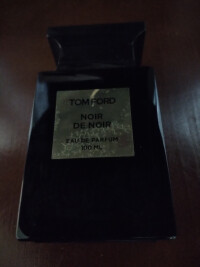 TOM FORD
NOIR
DE NOIR
EAU DE PARFUM
100 ML